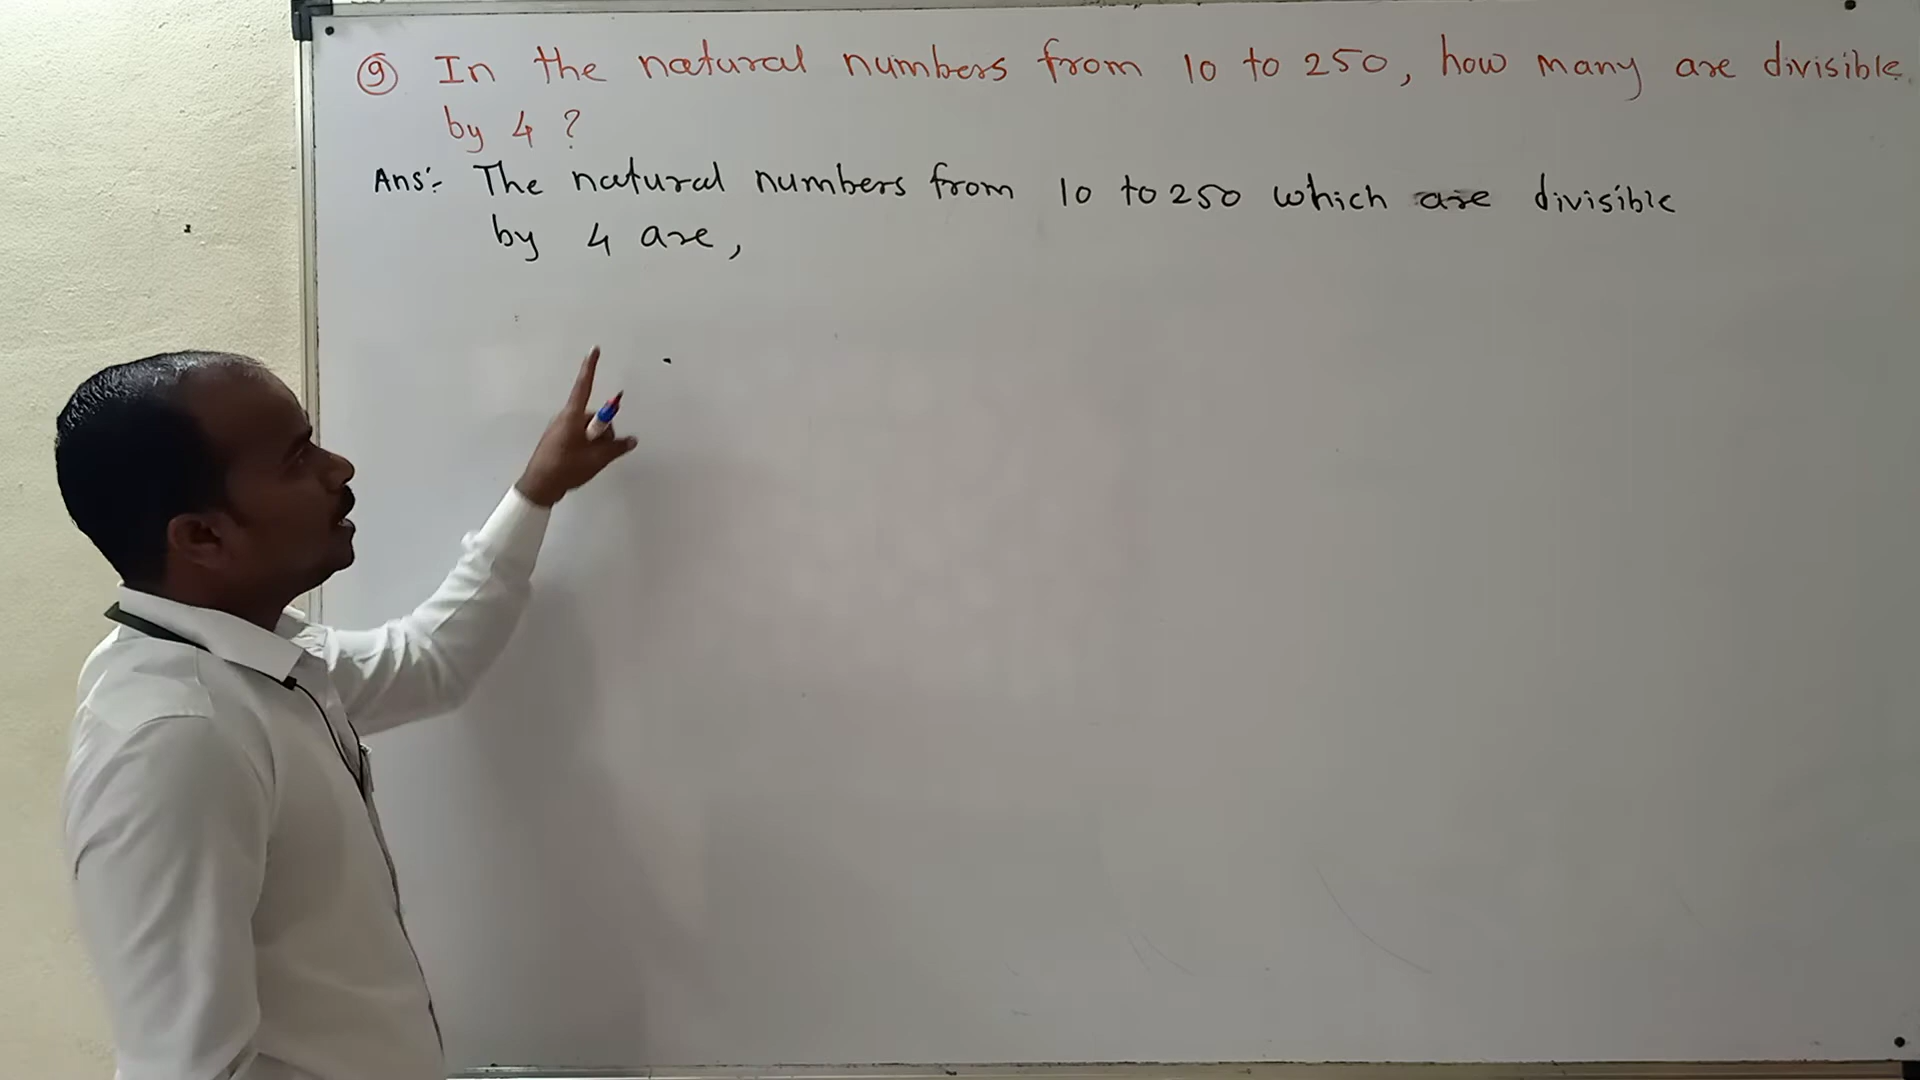 9 In the natural numbers from 10 to 250, how many are divisible
by 4 ?
Ans:- The natural numbers from 10 to 250 which are divisible
by 4 are,